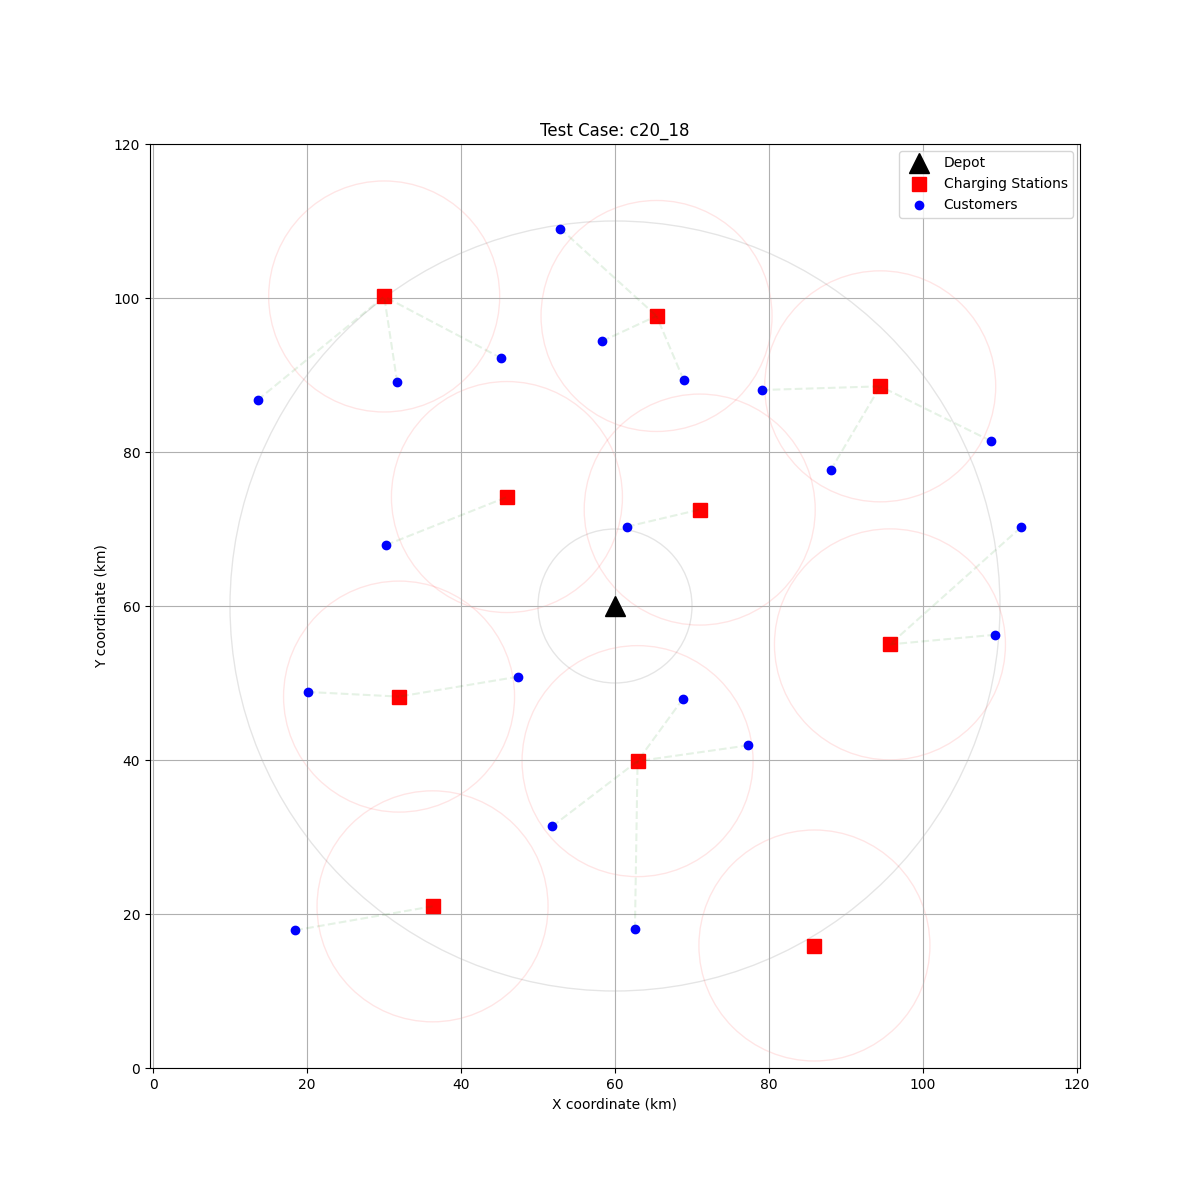 Test Case: c20_18
Depot
Charging Stations
Customers
120
100
80
60
40
20
0
Y coordinate (km)
0 20 40 60 80 100 120
X coordinate (km)